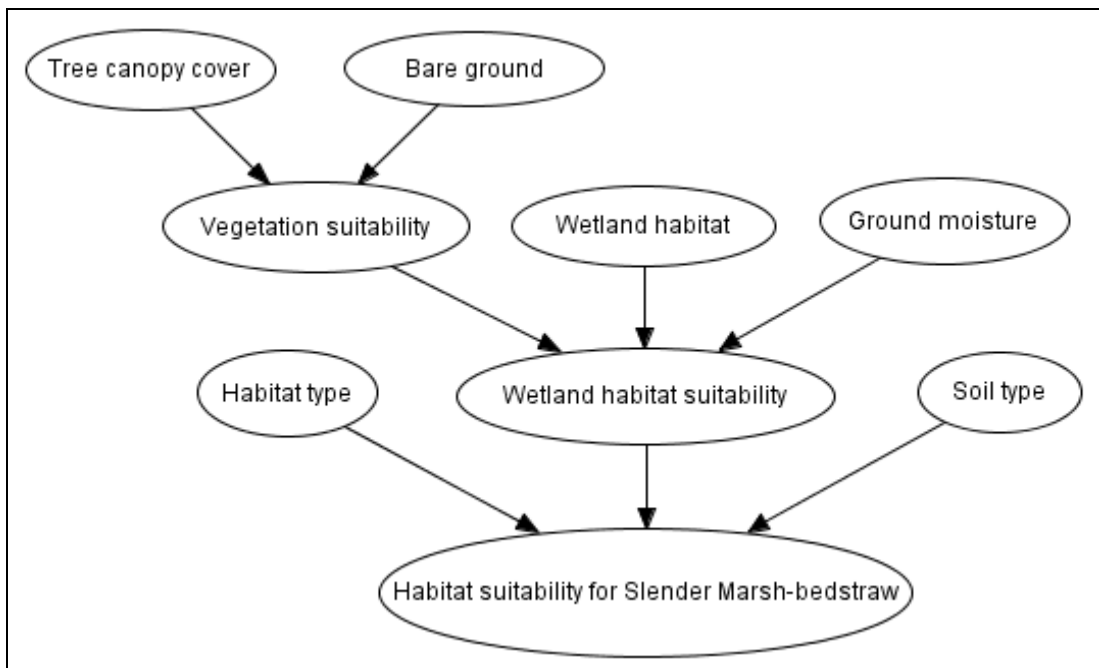 Tree canopy cover
Bare ground
Vegetation suitability
Wetland habitat
Ground moisture
Habitat type
Wetland habitat suitability
Soil type
Habitat suitability for Slender Marsh-bedstraw